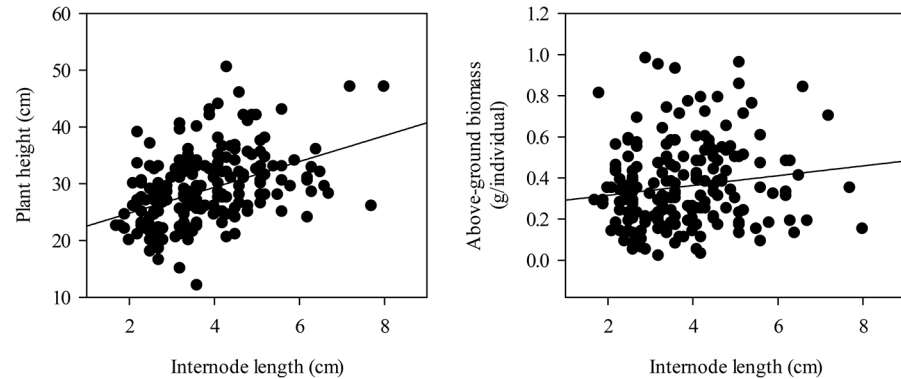 60
50
40
30
20
10
Plant height (cm)
2 4 6 8
Internode length (cm)
1.2
1.0
0.8
0.6
0.4
0.2
0.0
Above-ground biomass
(g/individual)
2 4 6 8
Internode length (cm)